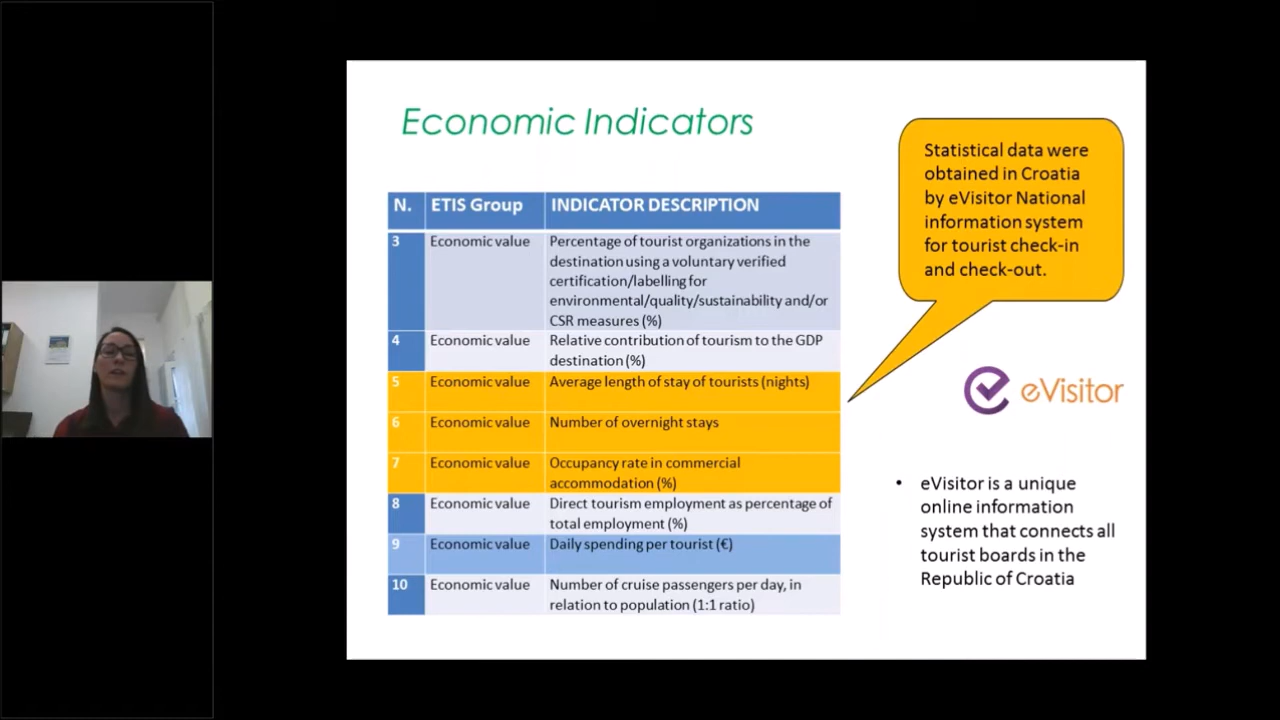 Economic Indicators
Statistical data were
obtained in Croatia
by eVisitor National
information system
for tourist check-in
and check-out.
N. ETIS Group INDICATOR DESCRIPTION
3 Economic value Percentage of tourist organizations in the
destination using a voluntary verified
certification/labelling for
environmental/quality/sustainability and/or
CSR measures (%)
4 Economic value Relative contribution of tourism to the GDP
destination (%)
5 Economic value Average length of stay of tourists (nights)
6 Economic value Number of overnight stays
7 Economic value Occupancy rate in commercial
accommodation (%)
8 Economic value Direct tourism employment as percentage of
total employment (%)
9 Economic value Daily spending per tourist (€)
10 Economic value Number of cruise passengers per day, in
relation to population (1:1 ratio)
eVisitor
• eVisitor is a unique
online information
system that connects all
tourist boards in the
Republic of Croatia